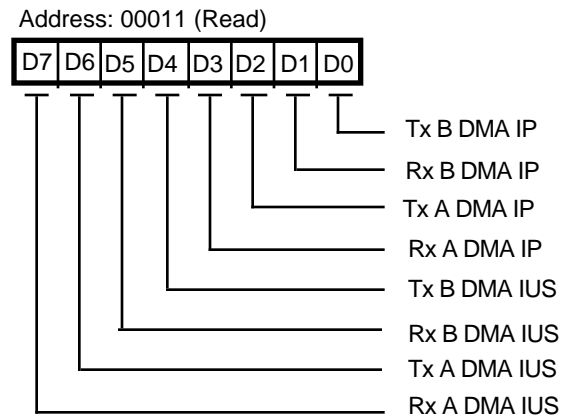 Address: 00011 (Read)
D7 D6 D5 D4 D3 D2 D1 D0
Tx B DMA IP
Rx B DMA IP
Tx A DMA IP
Rx A DMA IP
Tx B DMA IUS
Rx B DMA IUS
Tx A DMA IUS
Rx A DMA IUS